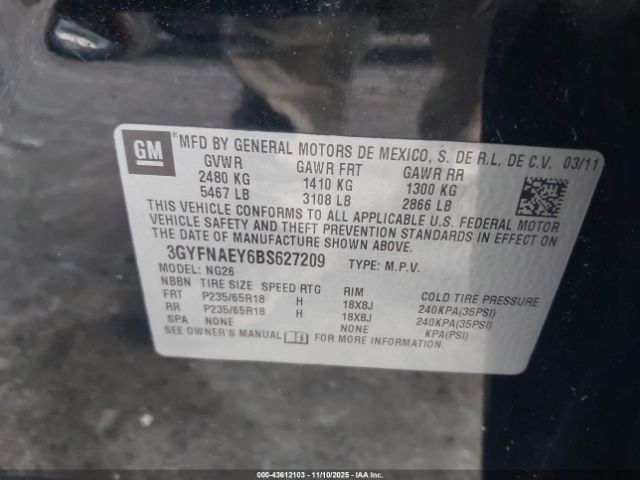 GM
® MFD BY GENERAL MOTORS DE MEXICO, S. DE R.L. DE C.V. 03/11
GVWR GAWR FRT GAWR RR
2480 KG 1410 KG 1300 KG
5467 LB 3108 LB 2866 LB
THIS VEHICLE CONFORMS TO ALL APPLICABLE U.S. FEDERAL MOTOR
VEHICLE SAFETY AND THEFT PREVENTION STANDARDS IN EFFECT ON
THE DATE OF MANUFACTURE SHOWN ABOVE.
3GYFNAEY6BS627209 TYPE: M.P.V.
MODEL: NG26
NBBN TIRE SIZE SPEED RTG RIM COLD TIRE PRESSURE
FRT P235/65R18 H 18X8J 240KPA(35PSI)
RR P235/65R18 H 18X8J 240KPA(35PSI)
SPA NONE NONE KPA(PSI)
SEE OWNER'S MANUAL FOR MORE INFORMATION.
000-43612103 - 11/10/2025 - IAAI.COM